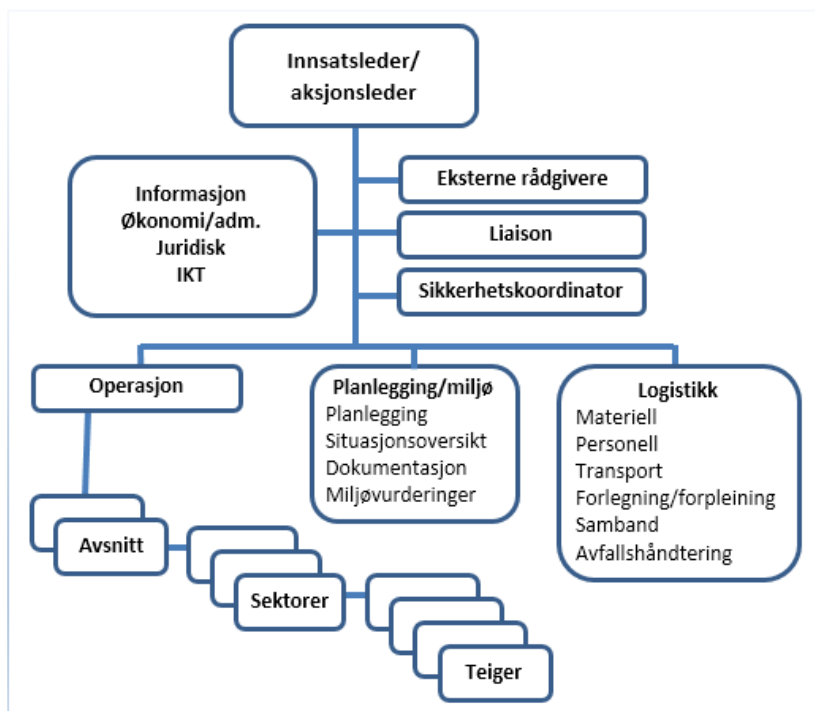 Innsatsleder/
aksjonsleder
Informasjon
Økonomi/adm.
Juridisk
IKT
Eksterne rådgivere
Liaison
Sikkerhetskoordinator
Operasjon
Planlegging/miljø
Planlegging
Situasjonsoversikt
Dokumentasjon
Miljøvurderinger
Logistikk
Materiell
Personell
Transport
Forlegning/forpleining
Samband
Avfallshåndtering
Avsnitt
Sektorer
Teiger